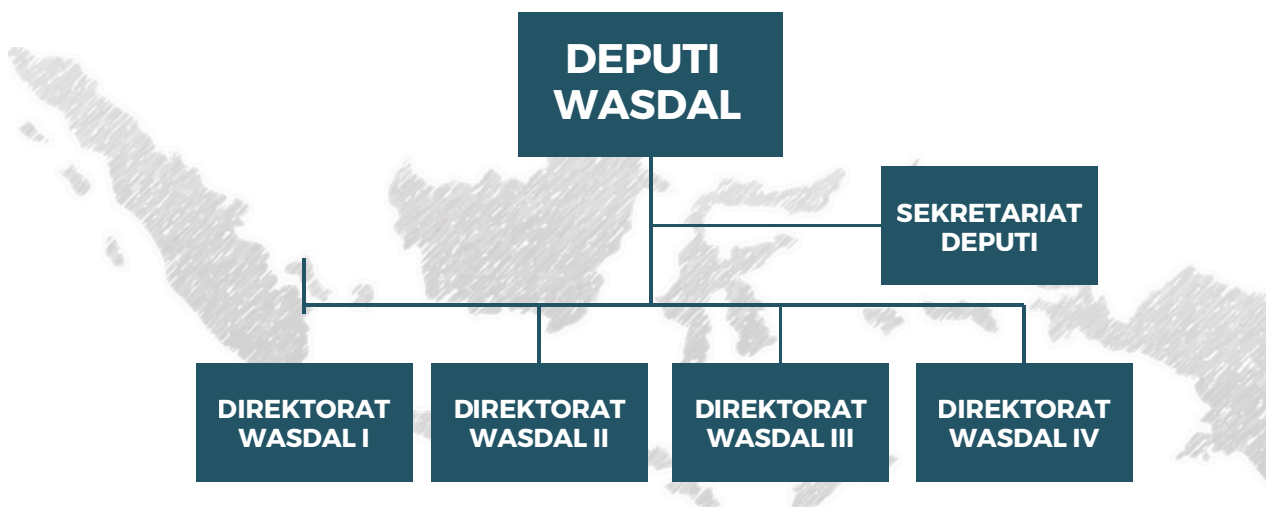 DEPUTI
WASDAL
SEKRETARIAT
DEPUTI
DIREKTORAT
WASDAL I
DIREKTORAT
WASDAL II
DIREKTORAT
WASDAL III
DIREKTORAT
WASDAL IV